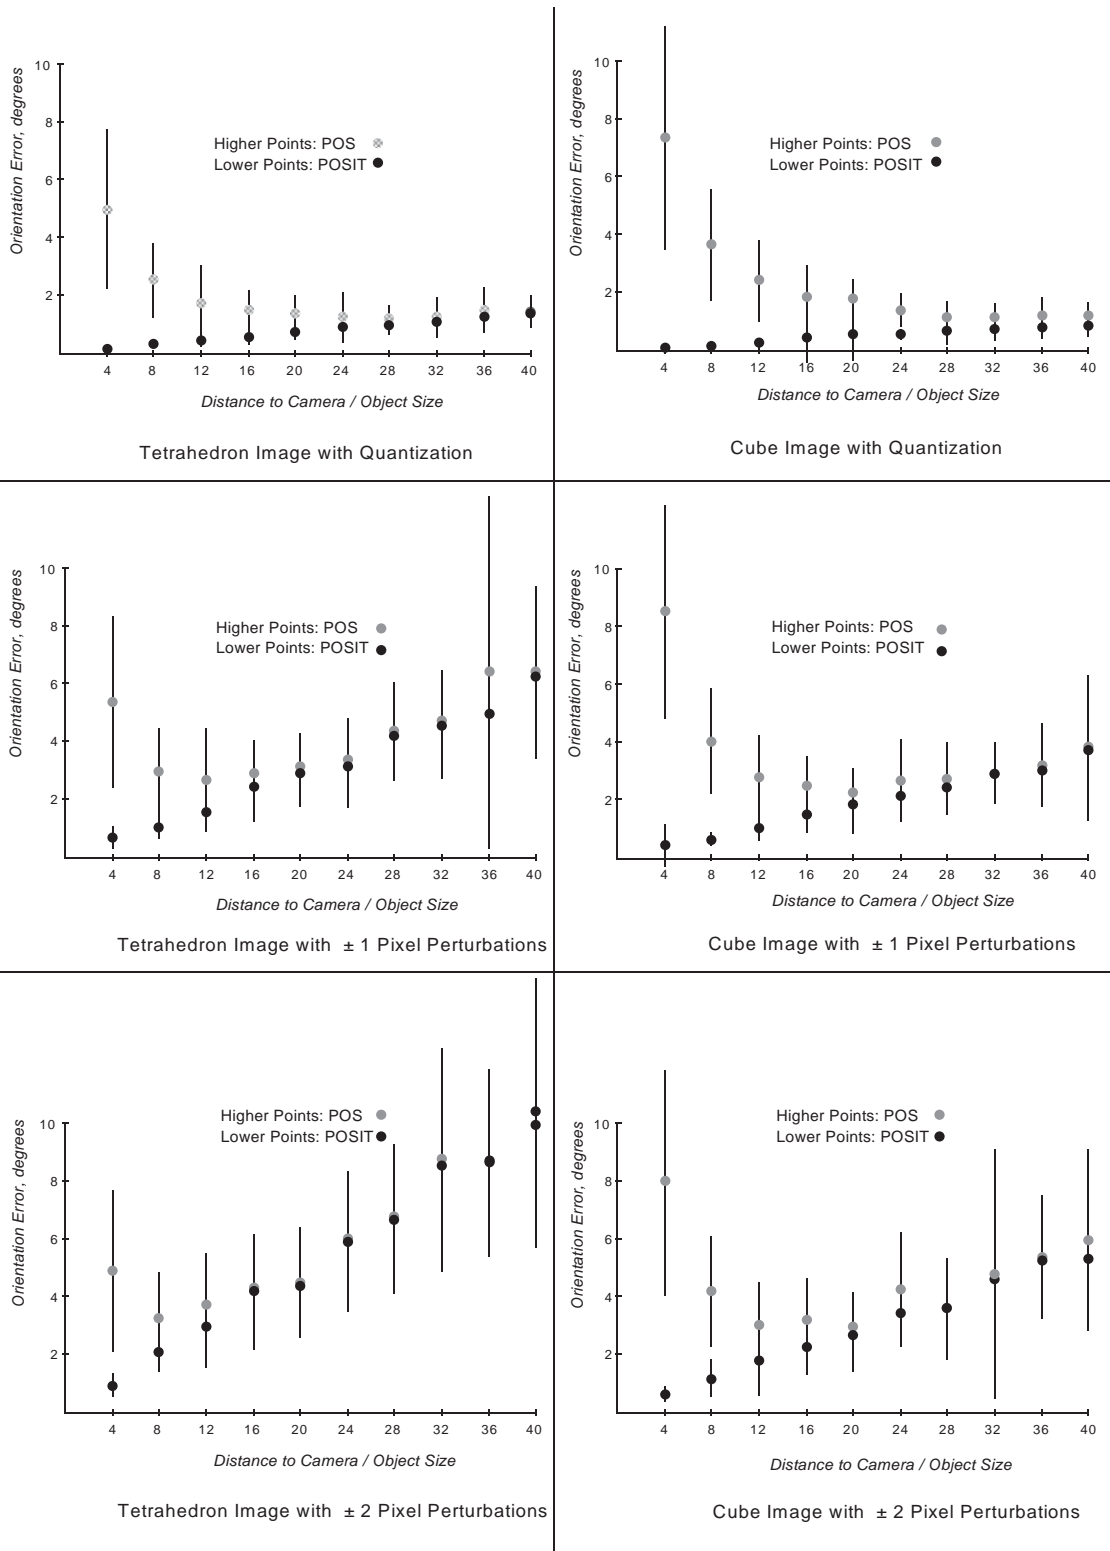 10
8
6
4
2
Orientation Error, degrees
Higher Points: POS
Lower Points: POSIT
4 8 12 16 20 24 28 32 36 40
Distance to Camera / Object Size
Tetrahedron Image with Quantization
10
8
6
4
2
Orientation Error, degrees
Higher Points: POS
Lower Points: POSIT
4 8 12 16 20 24 28 32 36 40
Distance to Camera / Object Size
Cube Image with Quantization
10
8
6
4
2
Orientation Error, degrees
Higher Points: POS
Lower Points: POSIT
4 8 12 16 20 24 28 32 36 40
Distance to Camera / Object Size
Tetrahedron Image with ± 1 Pixel Perturbations
10
8
6
4
2
Orientation Error, degrees
Higher Points: POS
Lower Points: POSIT
4 8 12 16 20 24 28 32 36 40
Distance to Camera / Object Size
Cube Image with ± 1 Pixel Perturbations
10
8
6
4
2
Orientation Error, degrees
Higher Points: POS
Lower Points: POSIT
4 8 12 16 20 24 28 32 36 40
Distance to Camera / Object Size
Tetrahedron Image with ± 2 Pixel Perturbations
10
8
6
4
2
Orientation Error, degrees
Higher Points: POS
Lower Points: POSIT
4 8 12 16 20 24 28 32 36 40
Distance to Camera / Object Size
Cube Image with ± 2 Pixel Perturbations